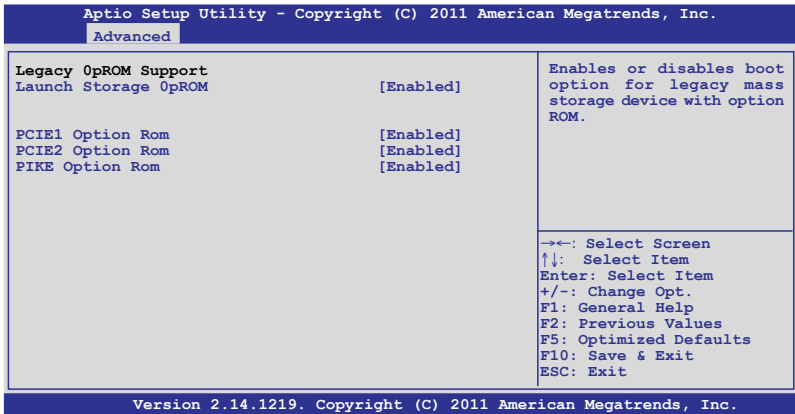 Aptio Setup Utility - Copyright (C) 2011 American Megatrends, Inc.
Advanced
Legacy 0pROM Support
Launch Storage 0pROM [Enabled]
PCIE1 Option Rom [Enabled]
PCIE2 Option Rom [Enabled]
PIKE Option Rom [Enabled]
Enables or disables boot
option for legacy mass
storage device with option
ROM.
→←: Select Screen
↑↓: Select Item
Enter: Select Item
+/-: Change Opt.
F1: General Help
F2: Previous Values
F5: Optimized Defaults
F10: Save & Exit
ESC: Exit
Version 2.14.1219. Copyright (C) 2011 American Megatrends, Inc.